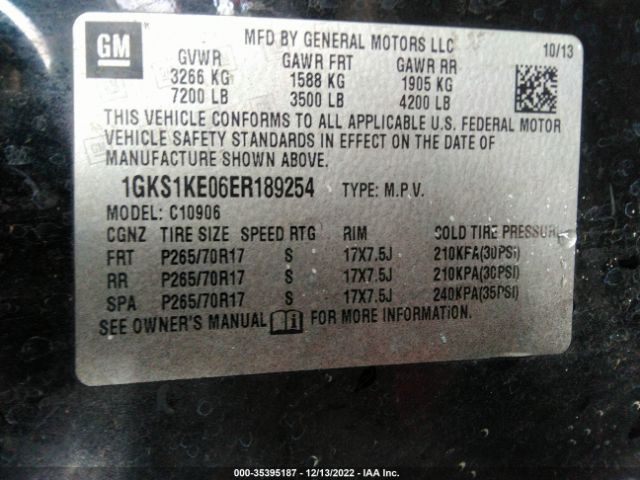 GM
MFD BY GENERAL MOTORS LLC 10/13
GVWR GAWR FRT GAWR RR
3266 KG 1588 KG 1905 KG
7200 LB 3500 LB 4200 LB
THIS VEHICLE CONFORMS TO ALL APPLICABLE U.S. FEDERAL MOTOR
VEHICLE SAFETY STANDARDS IN EFFECT ON THE DATE OF
MANUFACTURE SHOWN ABOVE.
1GKS1KE06ER189254 TYPE: M.P.V.
MODEL: C10906
CGNZ TIRE SIZE SPEED RTG RIM COLD TIRE PRESSURE
FRT P265/70R17 S 17X7.5J 210KPA(30PSI)
RR P265/70R17 S 17X7.5J 210KPA(30PSI)
SPA P265/70R17 S 17X7.5J 240KPA(35PSI)
SEE OWNER'S MANUAL FOR MORE INFORMATION.
000-35395187 - 12/13/2022 - IAA Inc.